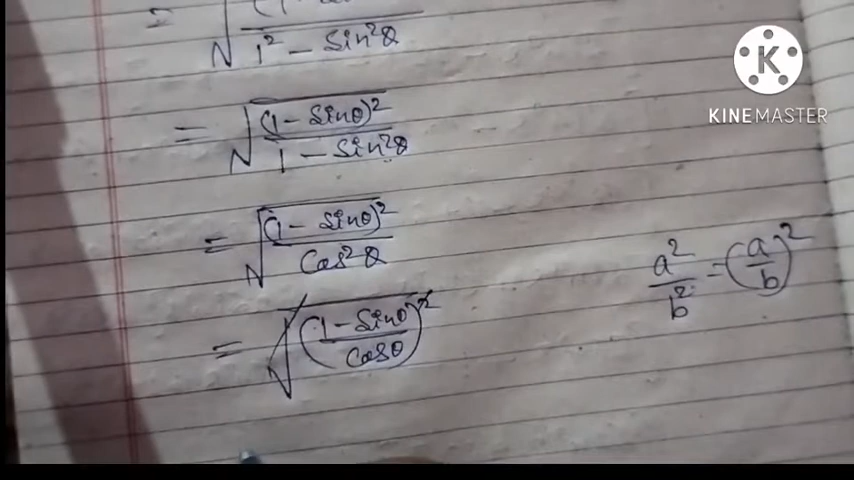 = √(1 - / 1² - Sin²θ
K
KINEMASTER
= √(1 - Sinθ)² / 1 - Sin²θ
= √(1 - Sinθ)² / Cos²θ
a² / b² = (a / b)²
= √((1 - Sinθ) / Cosθ)²